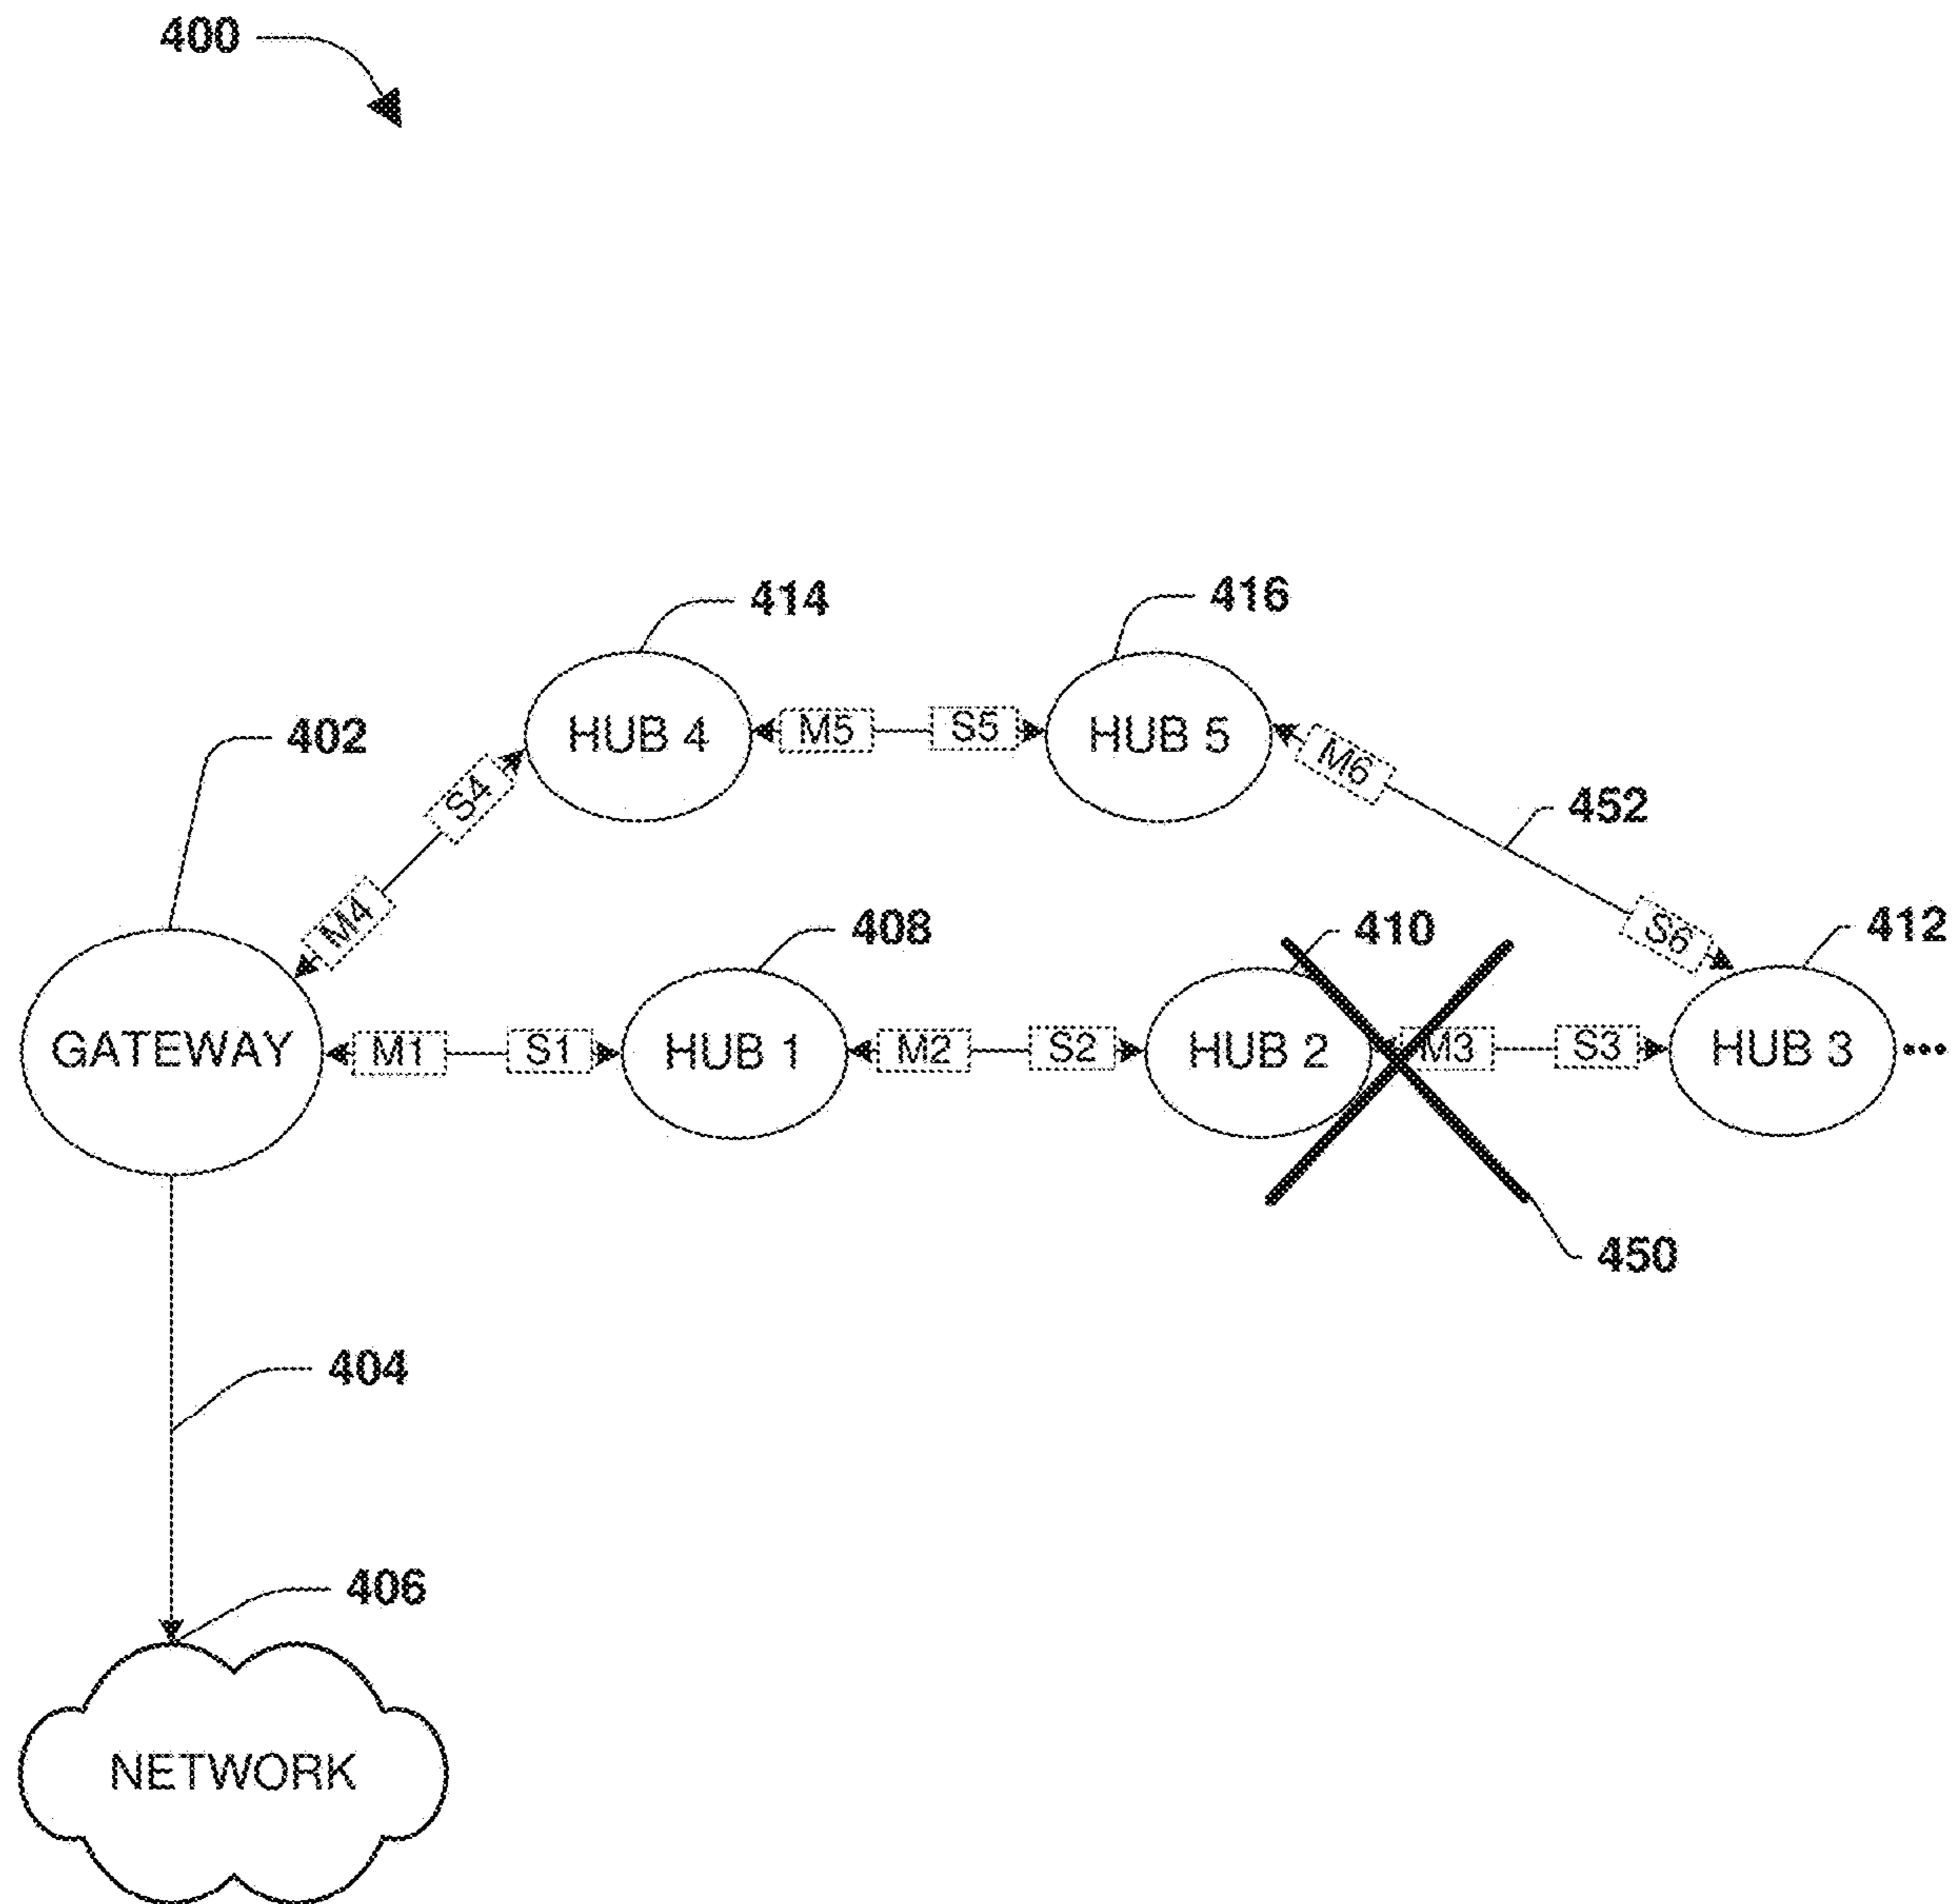 400
414
416
402
HUB 4
M5
S5
HUB 5
S4
M6
452
M4
408
410
S6
412
GATEWAY
M1
S1
HUB 1
M2
S2
HUB 2
M3
S3
HUB 3
•••
450
404
406
NETWORK